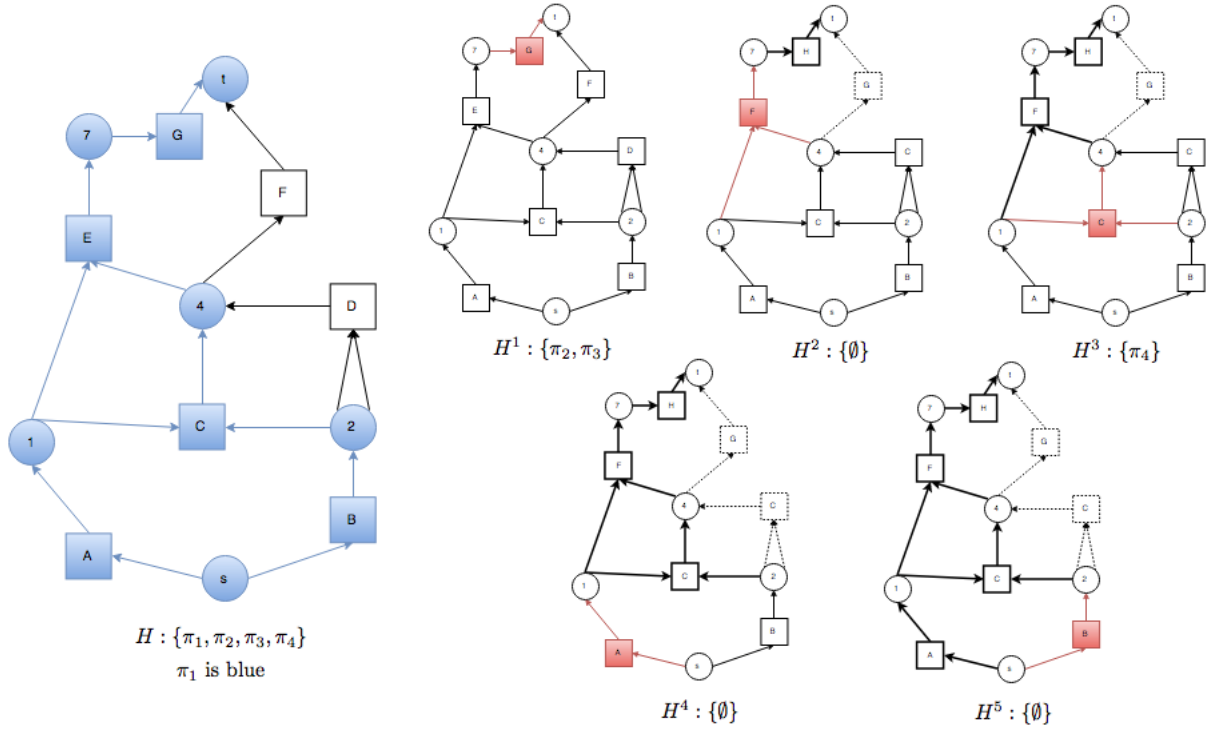 t
7
G
F
E
4
D
C
2
1
B
A
s
H : {π₁, π₂, π₃, π₄}
π₁ is blue
t
7
G
F
E
4
D
C
2
1
B
A
s
H¹ : {π₂, π₃}
t
7
H
G
F
4
C
C
2
1
B
A
s
H² : {∅}
t
7
H
G
F
4
C
C
2
1
B
A
s
H³ : {π₄}
t
7
H
G
F
4
C
C
2
1
B
A
s
H⁴ : {∅}
t
7
H
G
F
4
C
C
2
1
B
A
s
H⁵ : {∅}